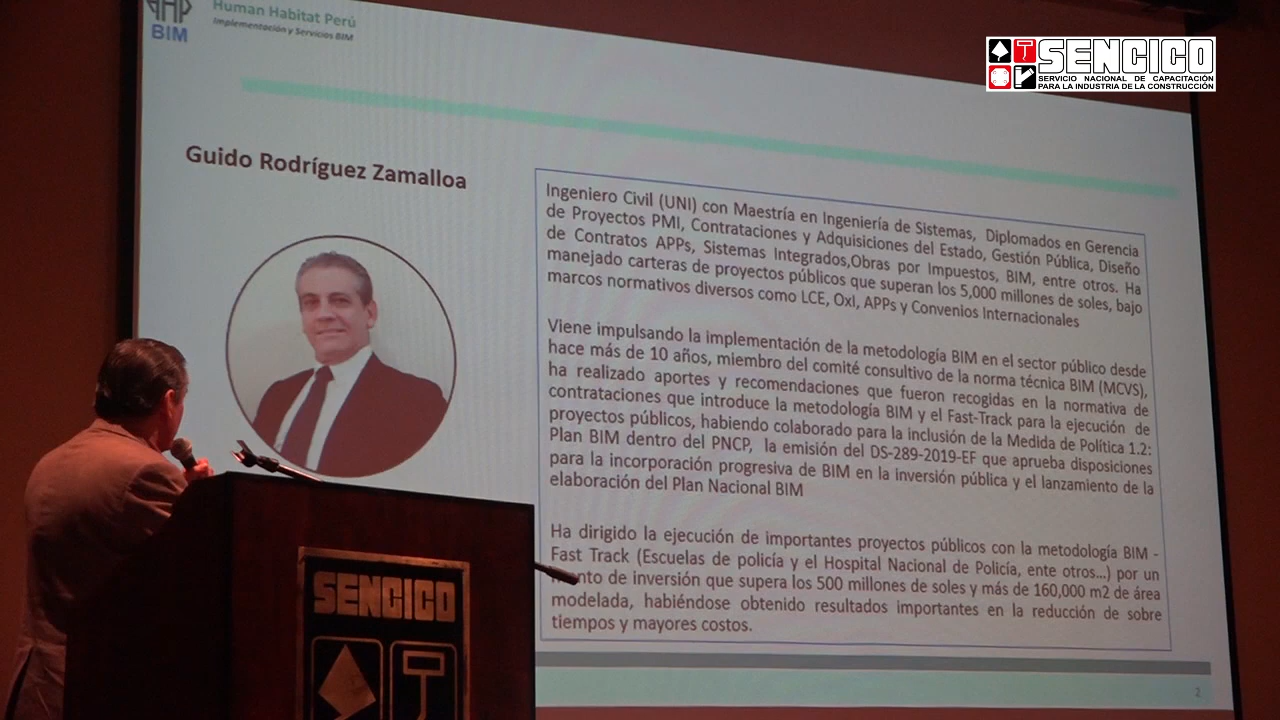 HHP
BIM
Human Habitat Perú
Implementación y Servicios BIM
SENCICO
SERVICIO NACIONAL DE CAPACITACIÓN
PARA LA INDUSTRIA DE LA CONSTRUCCIÓN
Guido Rodríguez Zamalloa
Ingeniero Civil (UNI) con Maestría en Ingeniería de Sistemas, Diplomados en Gerencia
de Proyectos PMI, Contrataciones y Adquisiciones del Estado, Gestión Pública, Diseño
de Contratos APPs, Sistemas Integrados,Obras por Impuestos, BIM, entre otros. Ha
manejado carteras de proyectos públicos que superan los 5,000 millones de soles, bajo
marcos normativos diversos como LCE, OxI, APPs y Convenios Internacionales
Viene impulsando la implementación de la metodología BIM en el sector público desde
hace más de 10 años, miembro del comité consultivo de la norma técnica BIM (MCVS),
ha realizado aportes y recomendaciones que fueron recogidas en la normativa de
contrataciones que introduce la metodología BIM y el Fast-Track para la ejecución de
proyectos públicos, habiendo colaborado para la inclusión de la Medida de Política 1.2:
Plan BIM dentro del PNCP, la emisión del DS-289-2019-EF que aprueba disposiciones
para la incorporación progresiva de BIM en la inversión pública y el lanzamiento de la
elaboración del Plan Nacional BIM
Ha dirigido la ejecución de importantes proyectos públicos con la metodología BIM -
Fast Track (Escuelas de policía y el Hospital Nacional de Policía, ente otros...) por un
de inversión que supera los 500 millones de soles y más de 160,000 m2 de área
modelada, habiéndose obtenido resultados importantes en la reducción de sobre
tiempos y mayores costos.
2
SENCICO